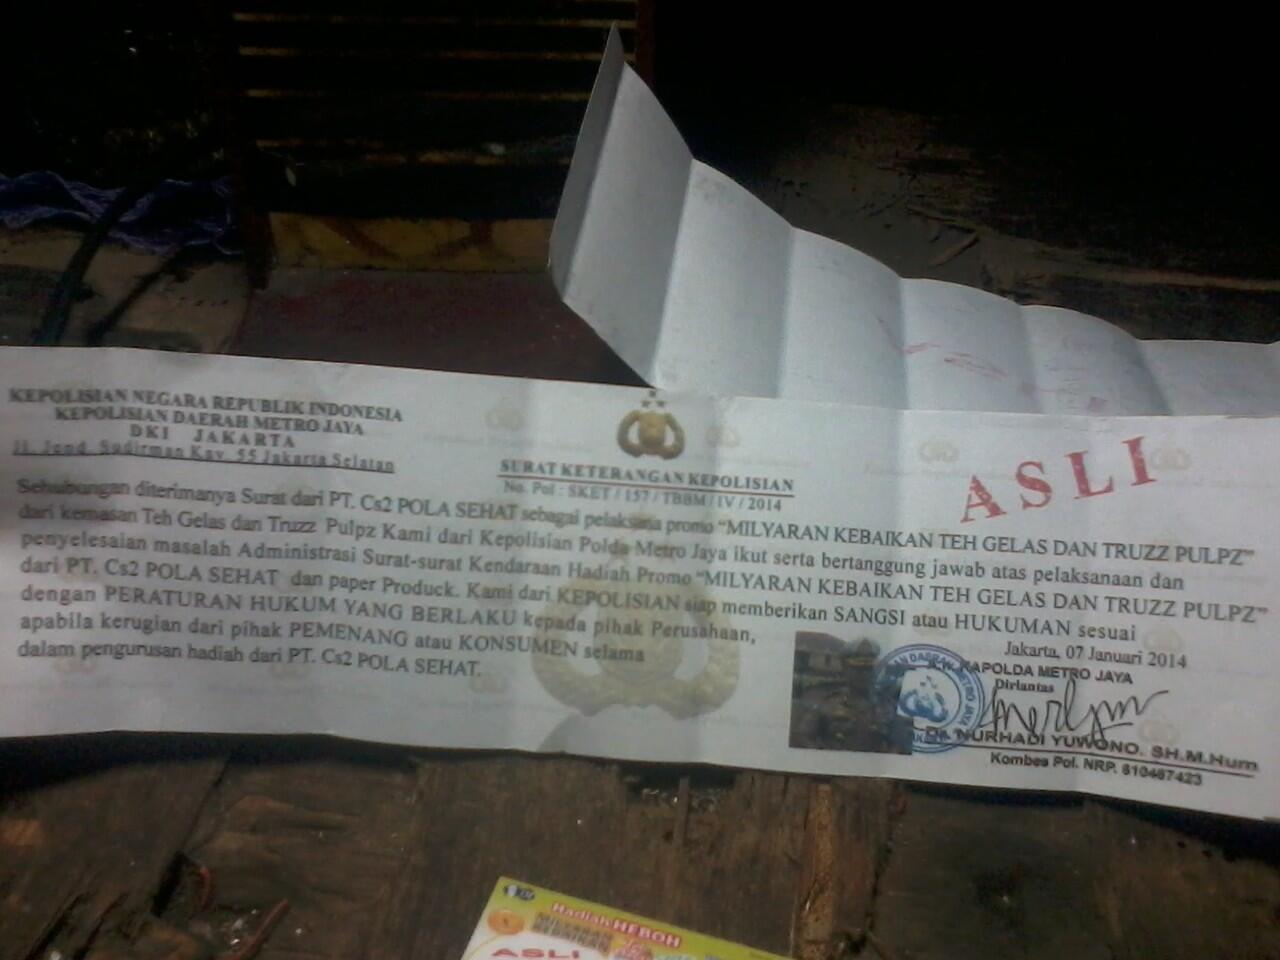 KEPOLISIAN NEGARA REPUBLIK INDONESIA
KEPOLISIAN DAERAH METRO JAYA
DKI JAKARTA
Jl. Jend. Sudirman Kav. 55 Jakarta Selatan
SURAT KETERANGAN KEPOLISIAN
No. Pol : SKET / 157 / TBBM / IV / 2014
ASLI
Sehubungan diterimanya Surat dari PT. Cs2 POLA SEHAT sebagai pelaksana promo “MILYARAN KEBAIKAN TEH GELAS DAN TRUZZ PULPZ”
dari kemasan Teh Gelas dan Truzz Pulpz Kami dari Kepolisian Polda Metro Jaya ikut serta bertanggung jawab atas pelaksanaan dan
penyelesaian masalah Administrasi Surat-surat Kendaraan Hadiah Promo “MILYARAN KEBAIKAN TEH GELAS DAN TRUZZ PULPZ”
dari PT. Cs2 POLA SEHAT dan paper Produck. Kami dari KEPOLISIAN siap memberikan SANGSI atau HUKUMAN sesuai
dengan PERATURAN HUKUM YANG BERLAKU kepada pihak Perusahaan,
apabila kerugian dari pihak PEMENANG atau KONSUMEN selama
dalam pengurusan hadiah dari PT. Cs2 POLA SEHAT.
Jakarta, 07 Januari 2014
KAPOLDA METRO JAYA
Dirlantas
NURHADI YUWONO. SH.M.Hum
Kombes Pol. NRP. 610467423
Hadiah HEBOH
MILYARAN
KEBAIKAN
ASLI